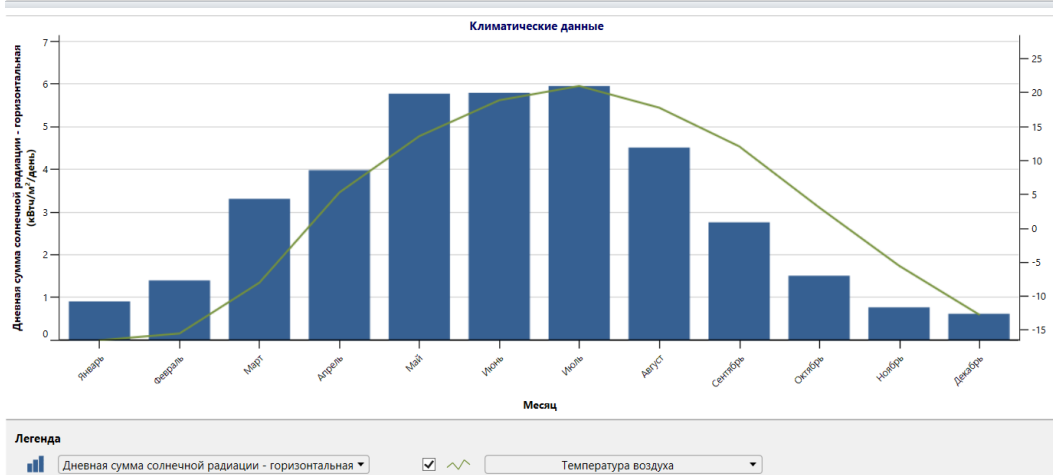 Климатические данные
Дневная сумма солнечной радиации - горизонтальная
(кВтч/м²/день)
7
6
5
4
3
2
1
0
25
20
15
10
5
0
-5
-10
-15
Январь
Февраль
Март
Апрель
Май
Июнь
Июль
Август
Сентябрь
Октябрь
Ноябрь
Декабрь
Месяц
Легенда
Дневная сумма солнечной радиации - горизонтальная
Температура воздуха